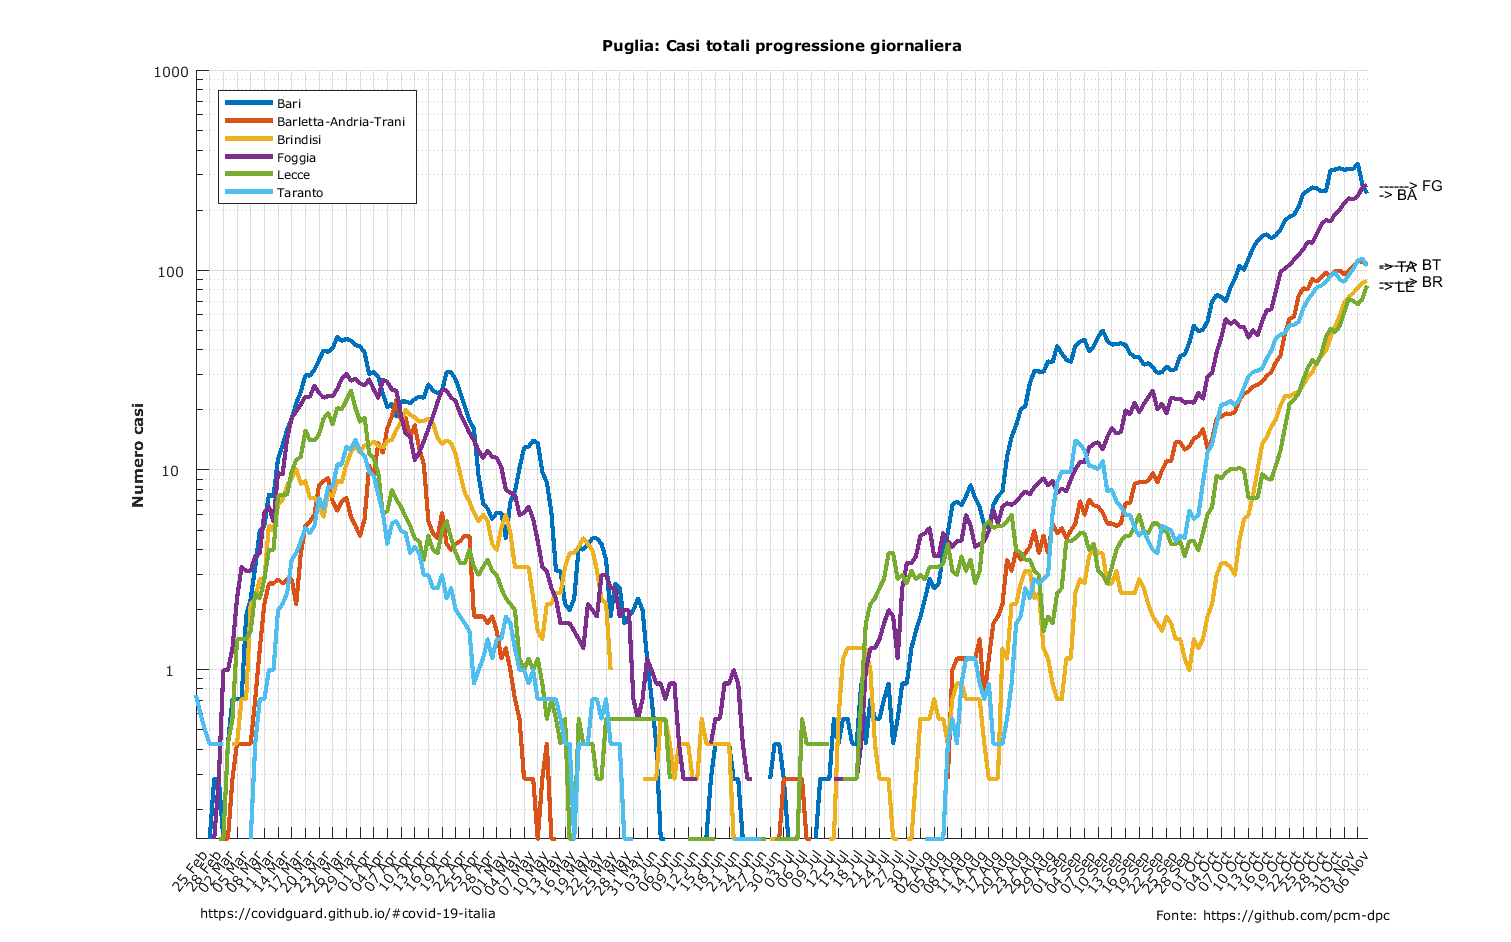 Puglia: Casi totali progressione giornaliera
1000
100
10
1
Numero casi
Bari
Barletta-Andria-Trani
Brindisi
Foggia
Lecce
Taranto
------> FG
-> BA
------> BT
-> TA
------> BR
-> LE
25 Feb
28 Feb
02 Mar
05 Mar
08 Mar
11 Mar
14 Mar
17 Mar
20 Mar
23 Mar
26 Mar
29 Mar
01 Apr
04 Apr
07 Apr
10 Apr
13 Apr
16 Apr
19 Apr
22 Apr
25 Apr
28 Apr
01 May
04 May
07 May
10 May
13 May
16 May
19 May
22 May
25 May
28 May
31 May
03 Jun
06 Jun
09 Jun
12 Jun
15 Jun
18 Jun
21 Jun
24 Jun
27 Jun
30 Jun
03 Jul
06 Jul
09 Jul
12 Jul
15 Jul
18 Jul
21 Jul
24 Jul
27 Jul
30 Jul
02 Aug
05 Aug
08 Aug
11 Aug
14 Aug
17 Aug
20 Aug
23 Aug
26 Aug
29 Aug
01 Sep
04 Sep
07 Sep
10 Sep
13 Sep
16 Sep
19 Sep
22 Sep
25 Sep
28 Sep
01 Oct
04 Oct
07 Oct
10 Oct
13 Oct
16 Oct
19 Oct
22 Oct
25 Oct
28 Oct
31 Oct
03 Nov
06 Nov
https://covidguard.github.io/#covid-19-italia
Fonte: https://github.com/pcm-dpc